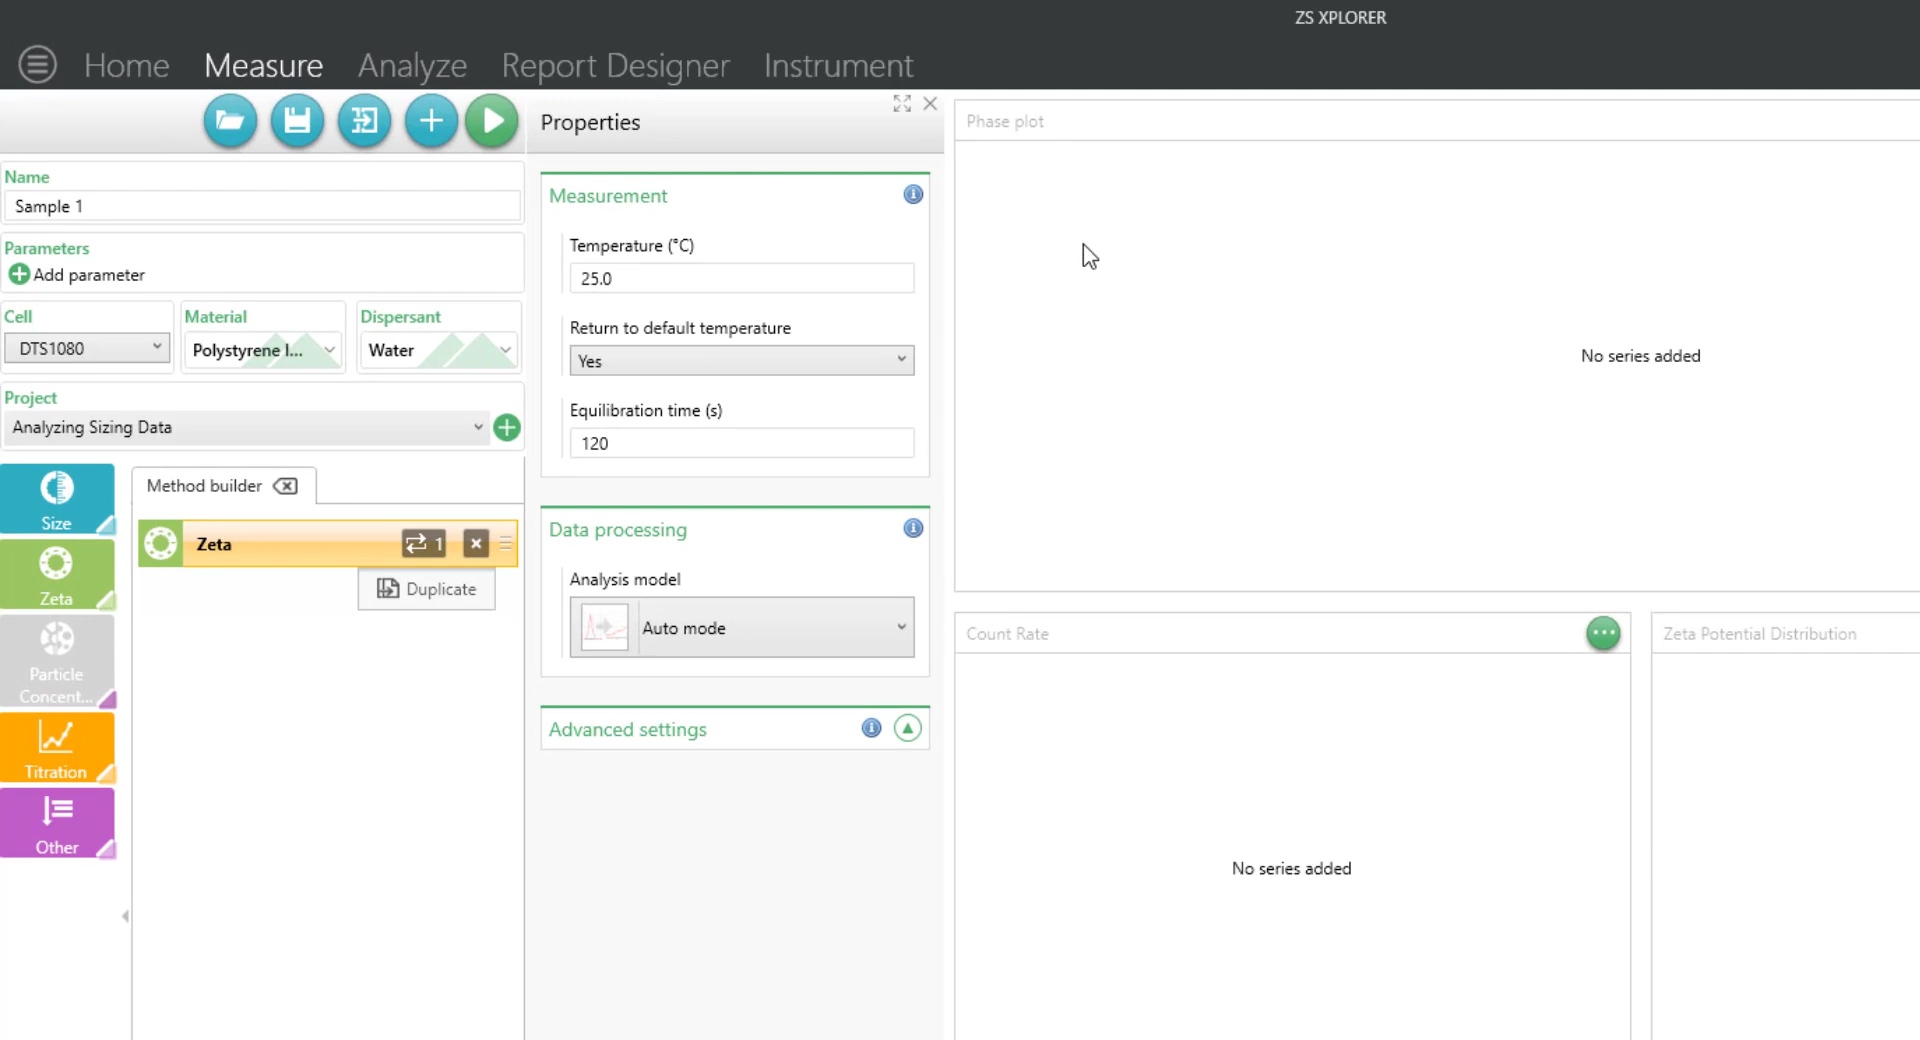 ZS XPLORER
Home Measure Analyze Report Designer Instrument
Name
Sample 1
Parameters
Add parameter
Cell Material Dispersant
DTS1080 Polystyrene l... Water
Project
Analyzing Sizing Data
Size
Zeta
Particle
Concent...
Titration
Other
Method builder
Zeta 1
Duplicate
Properties
Measurement
Temperature (°C)
25.0
Return to default temperature
Yes
Equilibration time (s)
120
Data processing
Analysis model
Auto mode
Advanced settings
Phase plot
No series added
Count Rate
No series added
Zeta Potential Distribution